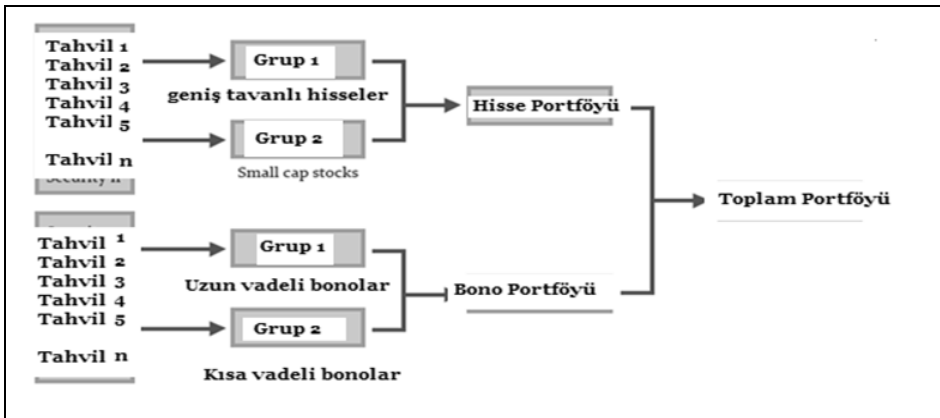 Tahvil 1
Tahvil 2
Tahvil 3
Tahvil 4
Tahvil 5
Tahvil n
Grup 1
geniş tavanlı hisseler
Grup 2
Small cap stocks
Hisse Portföyü
Toplam Portföyü
Tahvil 1
Tahvil 2
Tahvil 3
Tahvil 4
Tahvil 5
Tahvil n
Grup 1
Uzun vadeli bonolar
Grup 2
Kısa vadeli bonolar
Bono Portföyü